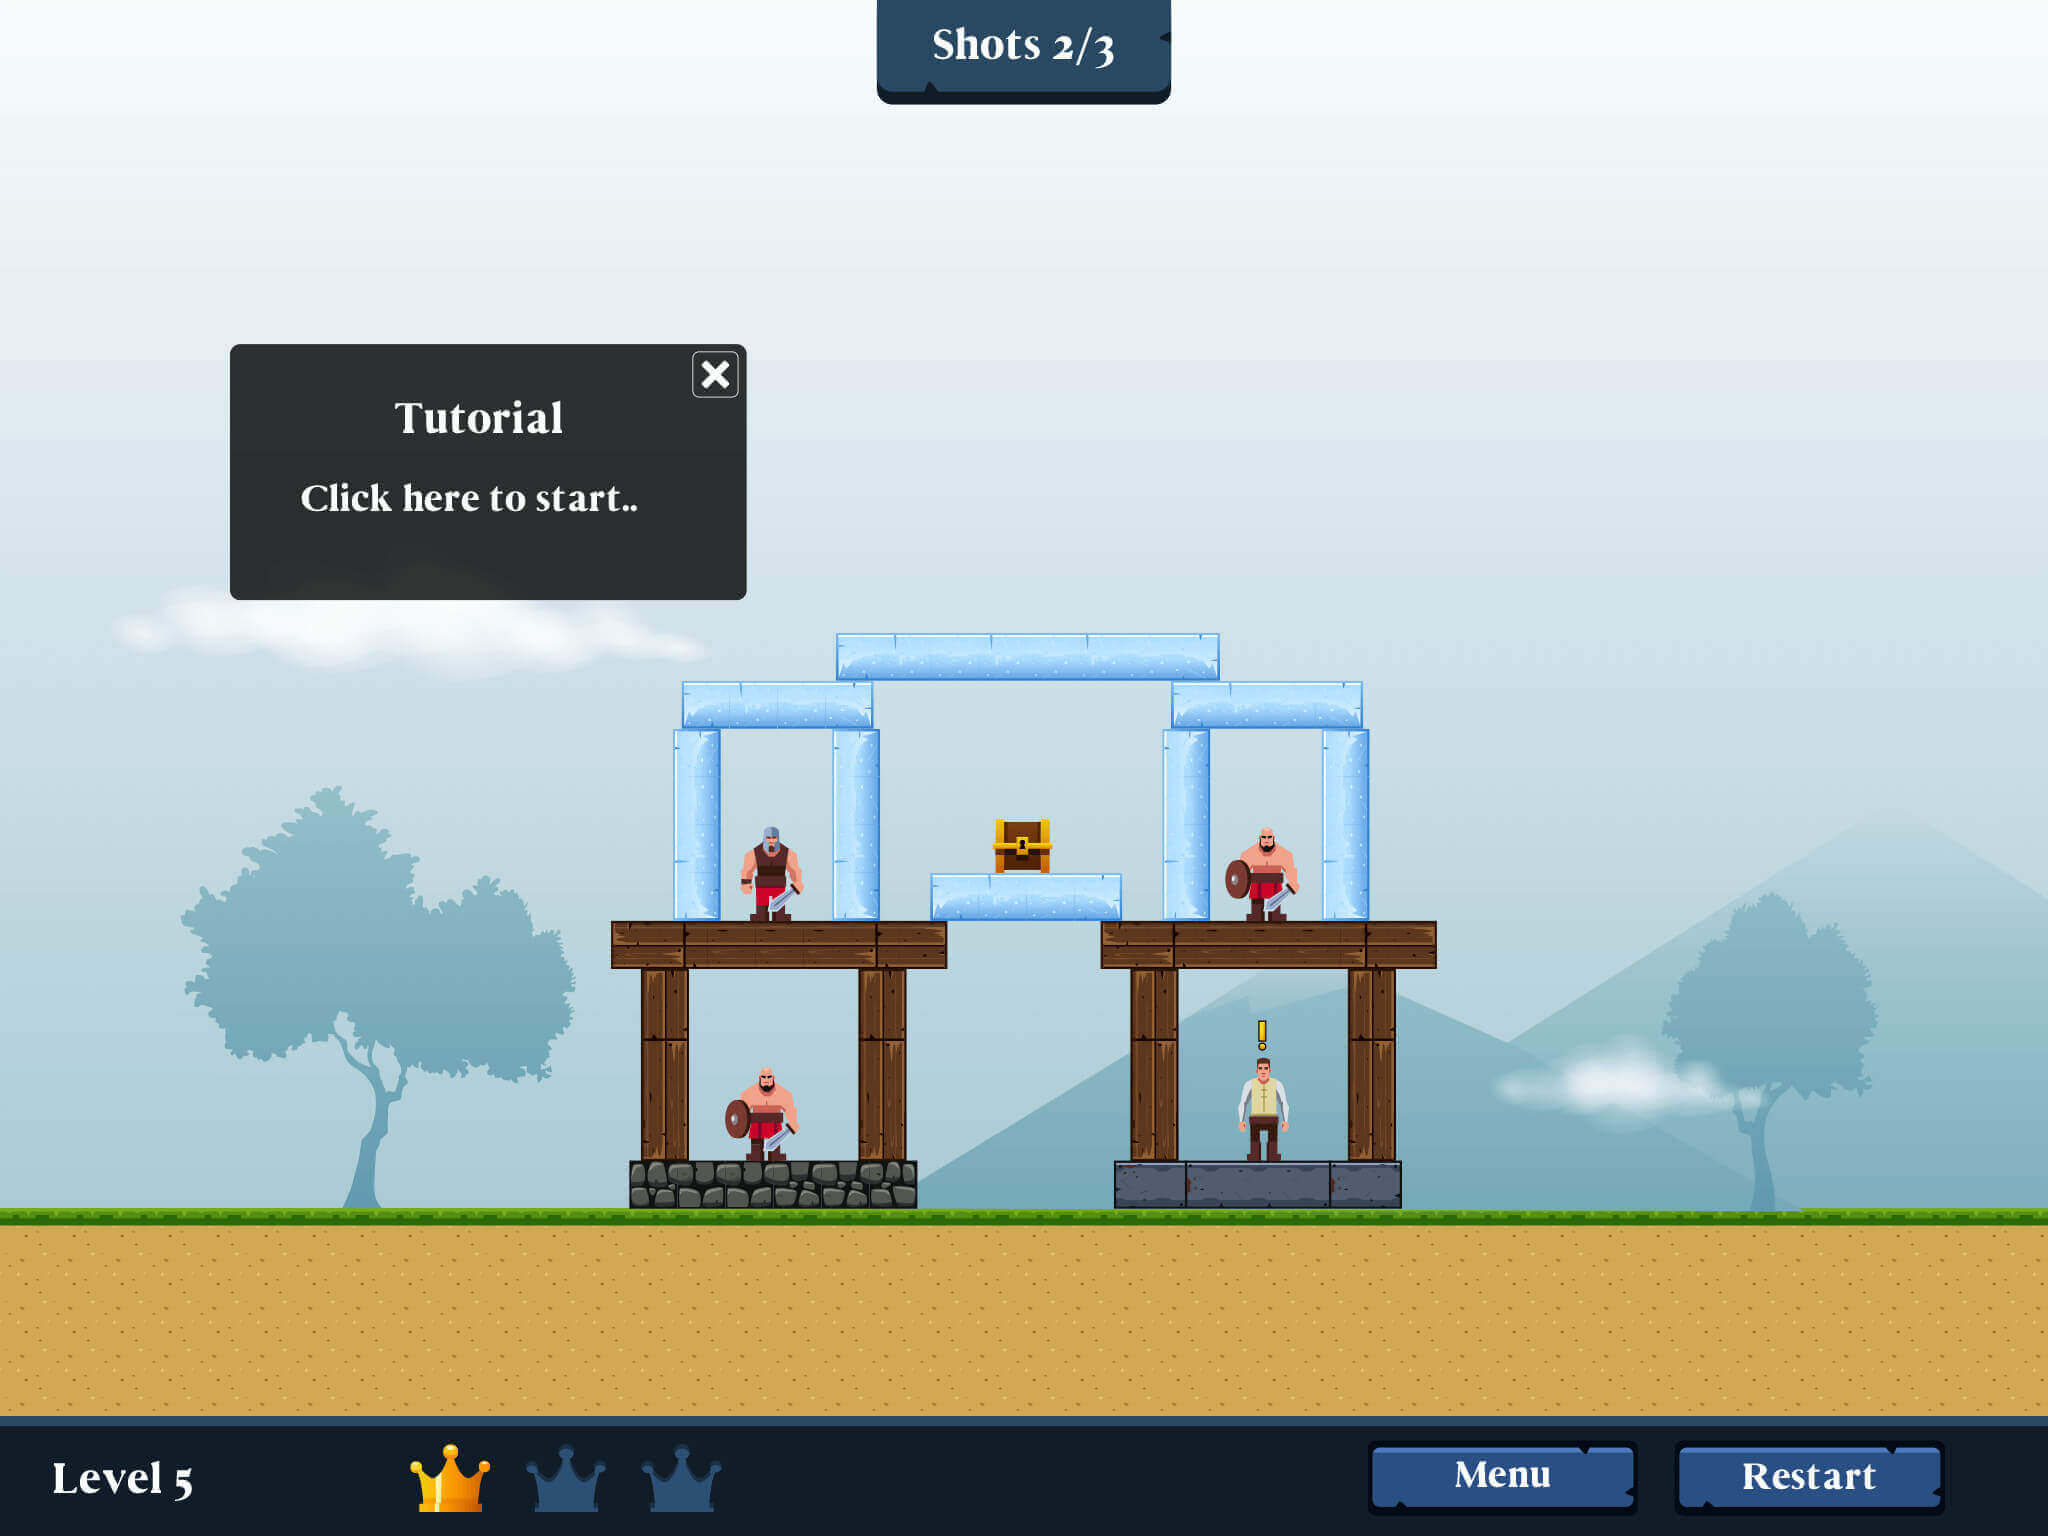 Shots 2/3
Tutorial
Click here to start..
!
Level 5
Menu
Restart